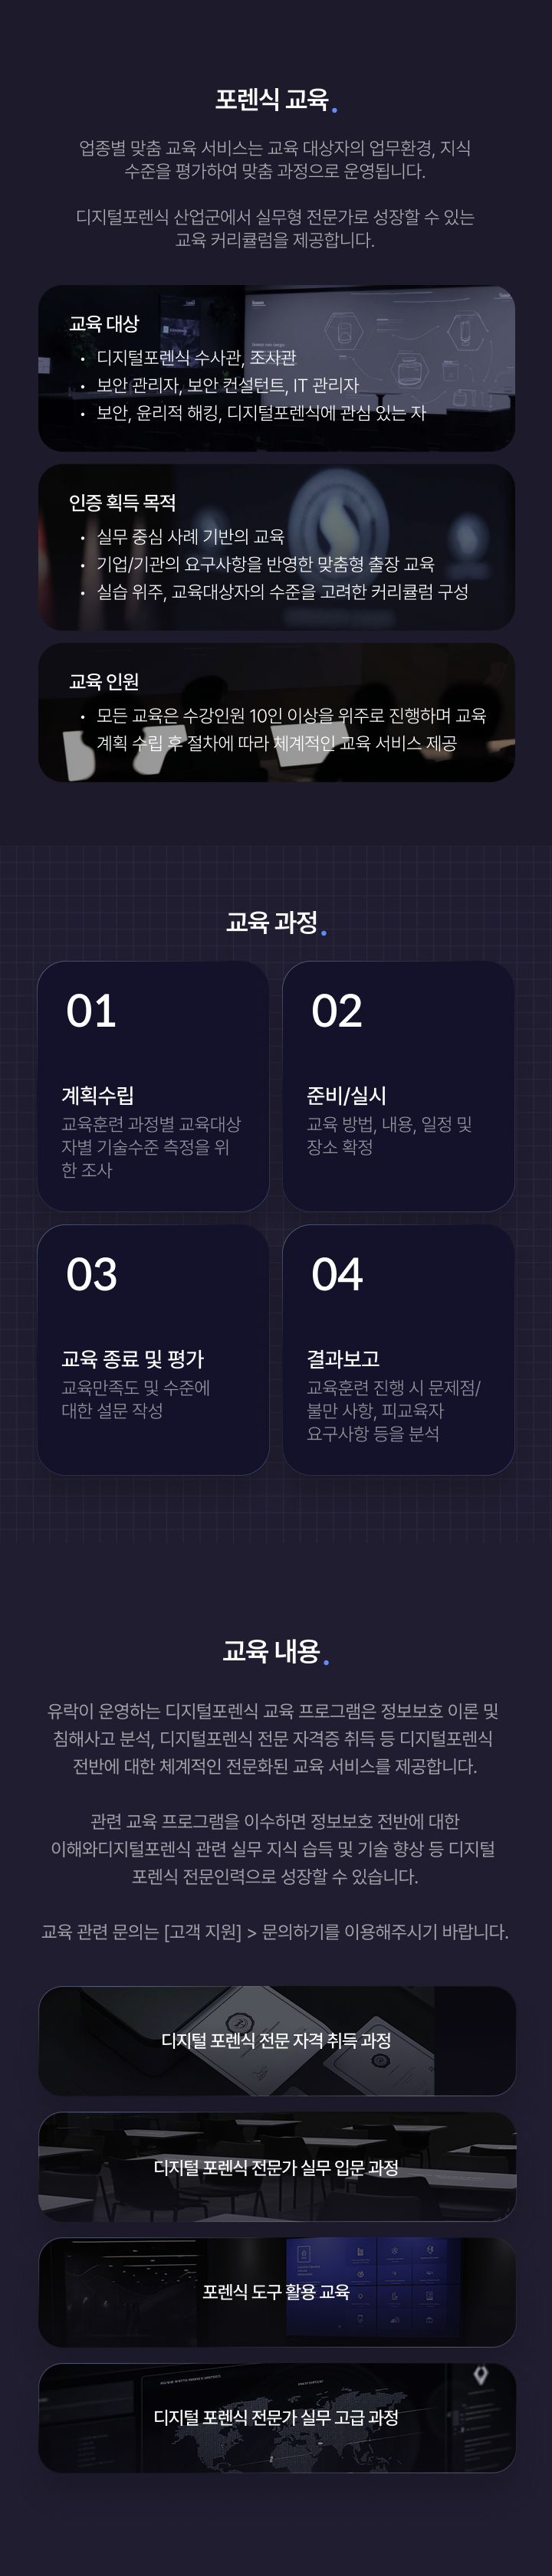 포렌식 교육.
업종별 맞춤 교육 서비스는 교육 대상자의 업무환경, 지식
수준을 평가하여 맞춤 과정으로 운영됩니다.
디지털포렌식 산업군에서 실무형 전문가로 성장할 수 있는
교육 커리큘럼을 제공합니다.
교육 대상
• 디지털포렌식 수사관, 조사관
• 보안 관리자, 보안 컨설턴트, IT 관리자
• 보안, 윤리적 해킹, 디지털포렌식에 관심 있는 자
인증 획득 목적
• 실무 중심 사례 기반의 교육
• 기업/기관의 요구사항을 반영한 맞춤형 출장 교육
• 실습 위주, 교육대상자의 수준을 고려한 커리큘럼 구성
교육 인원
• 모든 교육은 수강인원 10인 이상을 위주로 진행하며 교육
계획 수립 후 절차에 따라 체계적인 교육 서비스 제공
교육 과정.
01
계획수립
교육훈련 과정별 교육대상
자별 기술수준 측정을 위
한 조사
02
준비/실시
교육 방법, 내용, 일정 및
장소 확정
03
교육 종료 및 평가
교육만족도 및 수준에
대한 설문 작성
04
결과보고
교육훈련 진행 시 문제점/
불만 사항, 피교육자
요구사항 등을 분석
교육 내용.
유락이 운영하는 디지털포렌식 교육 프로그램은 정보보호 이론 및
침해사고 분석, 디지털포렌식 전문 자격증 취득 등 디지털포렌식
전반에 대한 체계적인 전문화된 교육 서비스를 제공합니다.
관련 교육 프로그램을 이수하면 정보보호 전반에 대한
이해와디지털포렌식 관련 실무 지식 습득 및 기술 향상 등 디지털
포렌식 전문인력으로 성장할 수 있습니다.
교육 관련 문의는 [고객 지원] > 문의하기를 이용해주시기 바랍니다.
디지털 포렌식 전문 자격 취득 과정
디지털 포렌식 전문가 실무 입문 과정
포렌식 도구 활용 교육
디지털 포렌식 전문가 실무 고급 과정